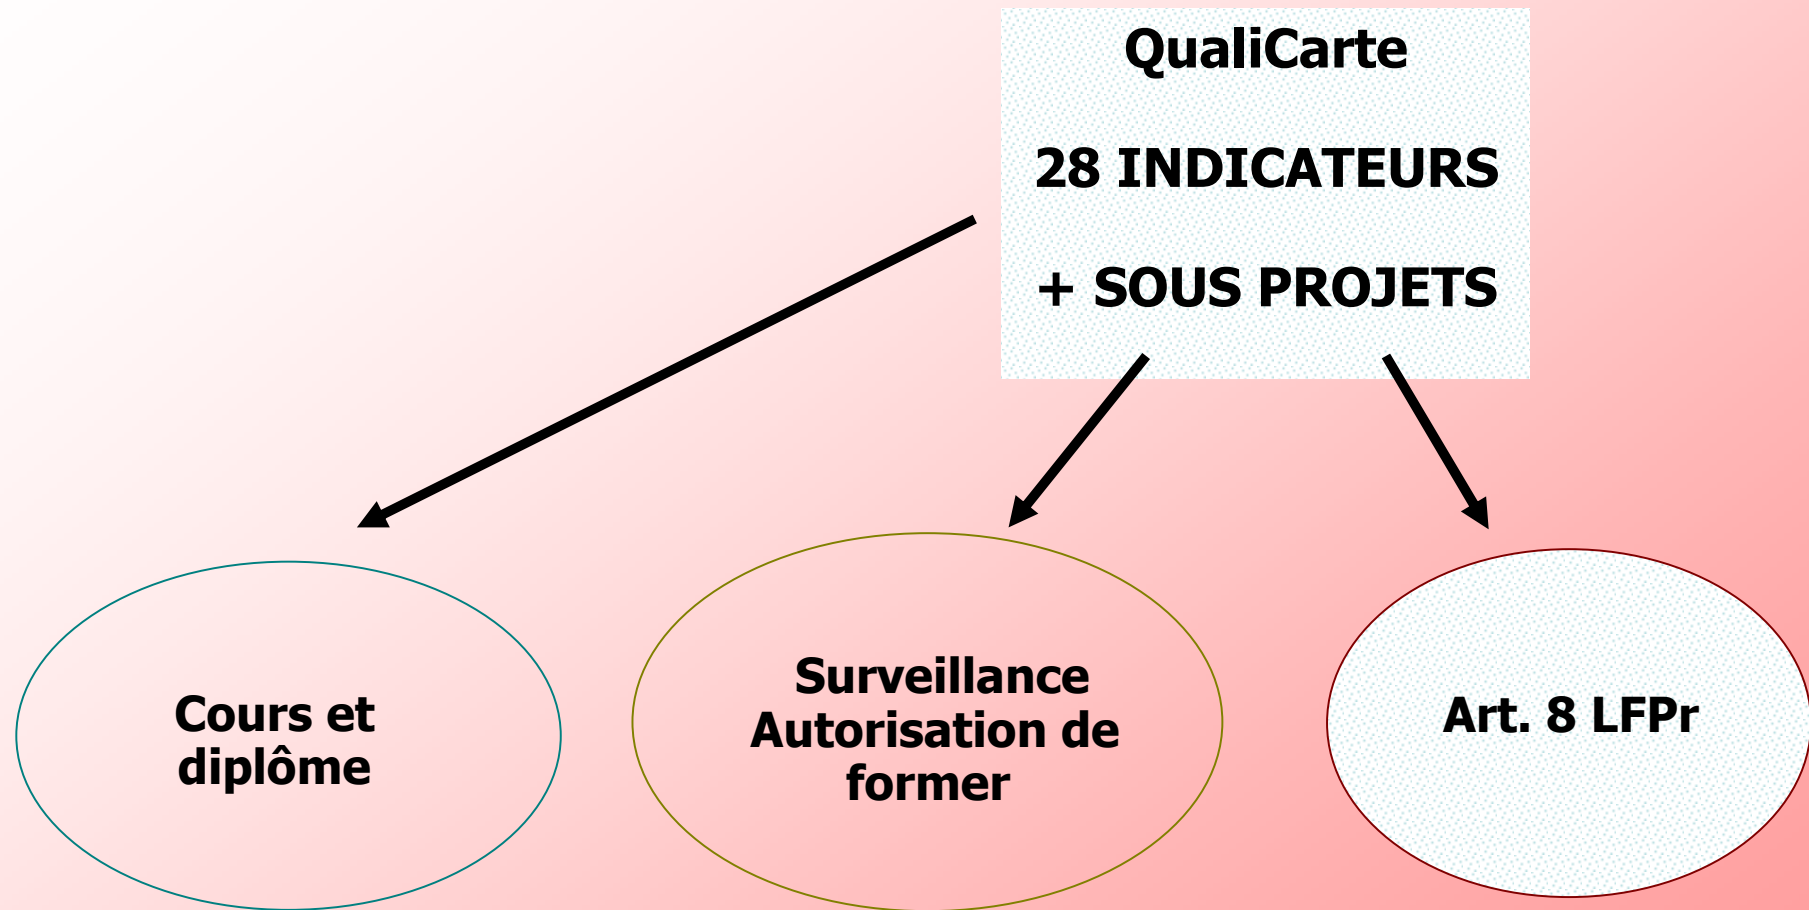 QualiCarte
28 INDICATEURS
+ SOUS PROJETS
Cours et
diplôme
Surveillance
Autorisation de
former
Art. 8 LFPr